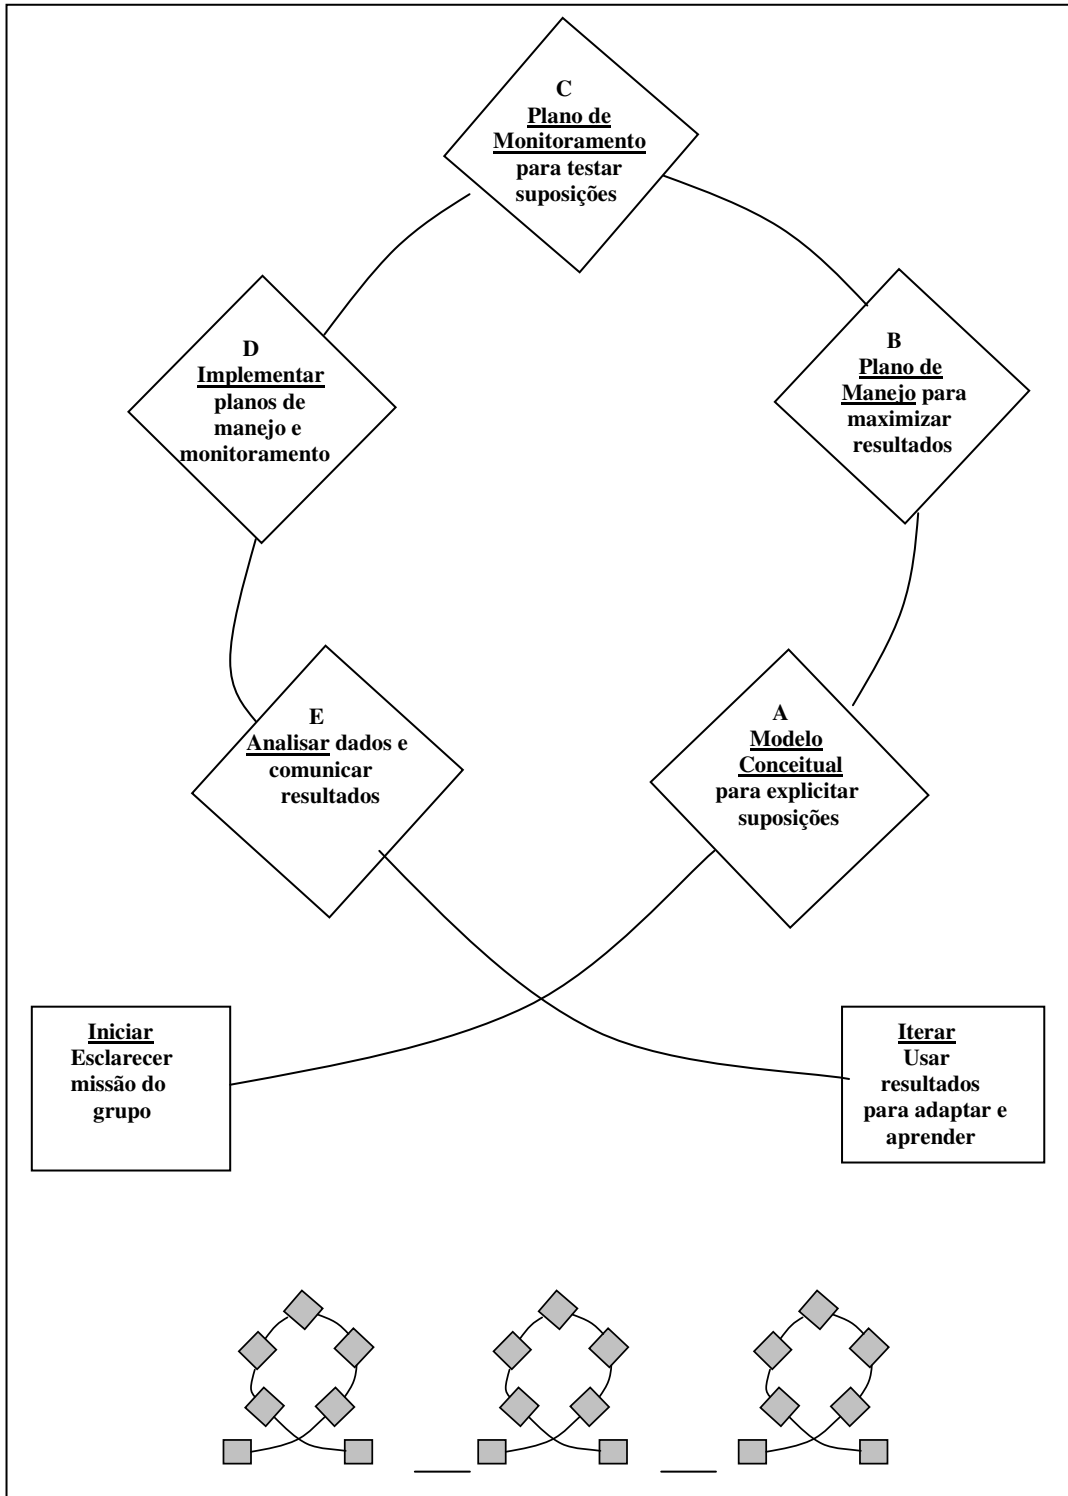 C
Plano de
Monitoramento
para testar
suposições
D
Implementar
planos de
manejo e
monitoramento
B
Plano de
Manejo para
maximizar
resultados
E
Analisar dados e
comunicar
resultados
A
Modelo
Conceitual
para explicitar
suposições
Iniciar
Esclarecer
missão do
grupo
Iterar
Usar
resultados
para adaptar e
aprender